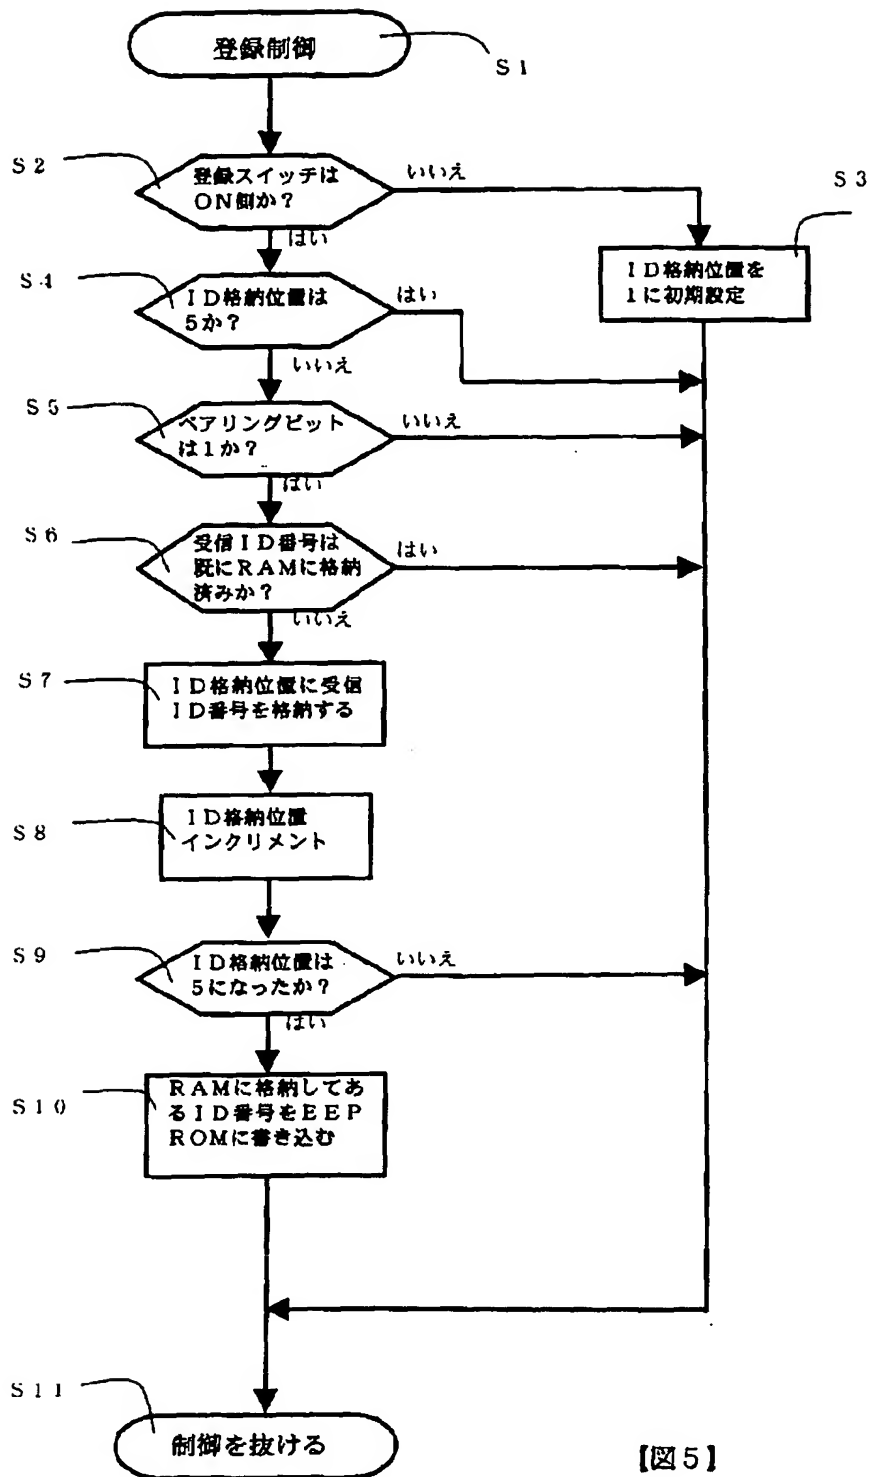 登録制御
S1
S2
登録スイッチは
ON側か?
いいえ
はい
S3
ID格納位置を
1に初期設定
S4
ID格納位置は
5か?
はい
いいえ
S5
ペアリングビット
は1か?
いいえ
はい
S6
受信ID番号は
既にRAMに格納
済みか?
はい
いいえ
S7
ID格納位置に受信
ID番号を格納する
S8
ID格納位置
インクリメント
S9
ID格納位置は
5になったか?
いいえ
はい
S10
RAMに格納してあ
るID番号をEEP
ROMに書き込む
S11
制御を抜ける
【図5】